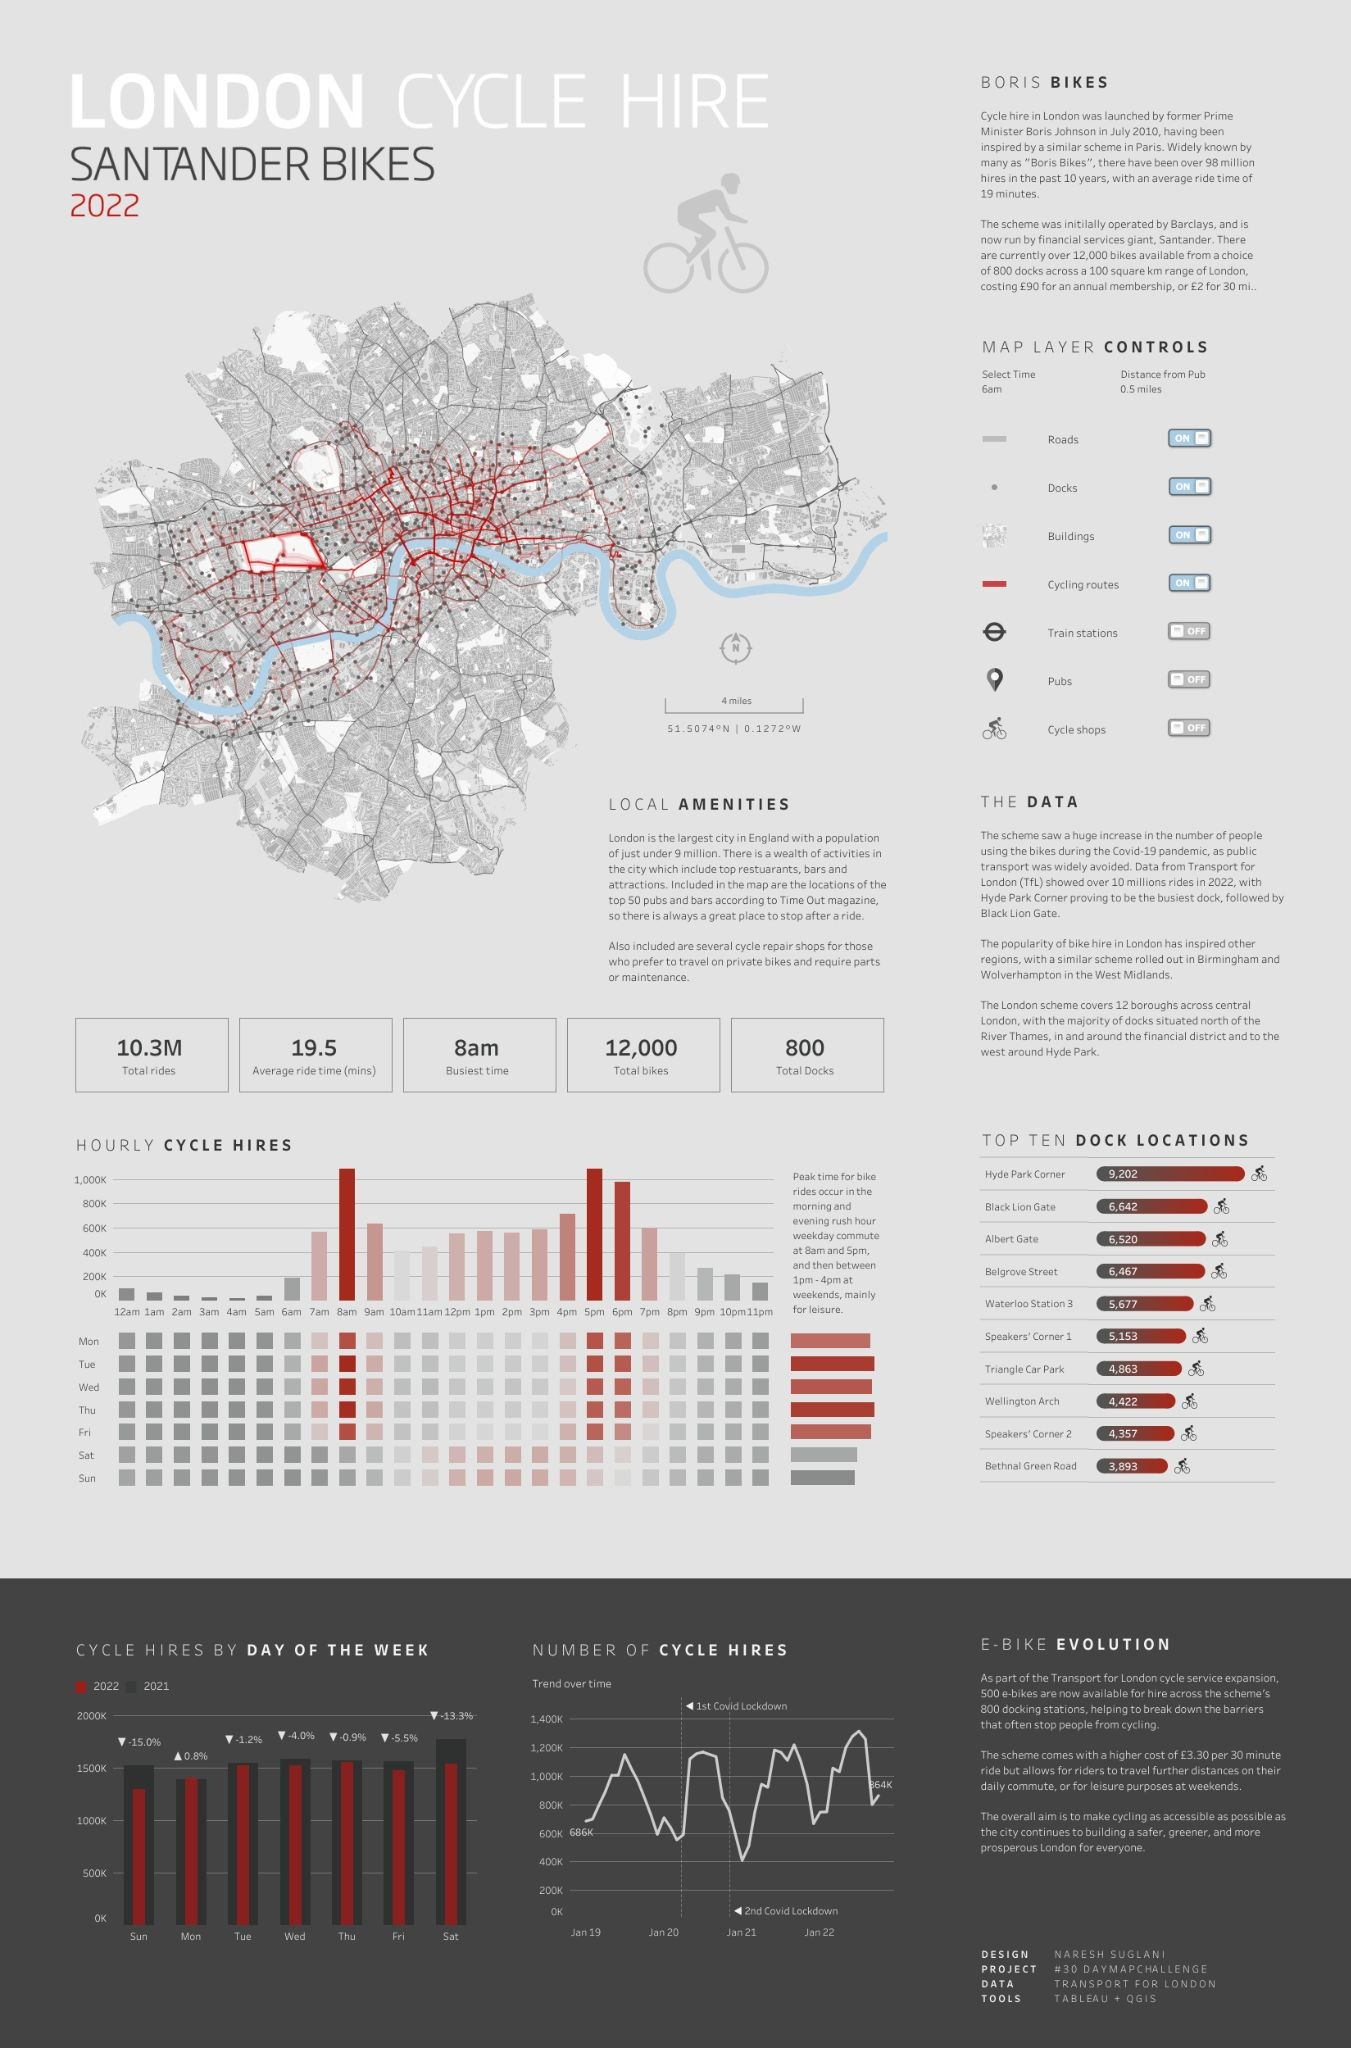 LONDON CYCLE HIRE
SANTANDER BIKES
2022
BORIS BIKES
Cycle hire in London was launched by former Prime
Minister Boris Johnson in July 2010, having been
inspired by a similar scheme in Paris. Widely known by
many as "Boris Bikes", there have been over 98 million
hires in the past 10 years, with an average ride time of
19 minutes.
The scheme was initilally operated by Barclays, and is
now run by financial services giant, Santander. There
are currently over 12,000 bikes available from a choice
of 800 docks across a 100 square km range of London,
costing £90 for an annual membership, or £2 for 30 mi..
MAP LAYER CONTROLS
Select Time Distance from Pub
6am 0.5 miles
Roads ON
Docks ON
Buildings ON
Cycling routes ON
Train stations OFF
Pubs OFF
Cycle shops OFF
N
4 miles
51.5074°N | 0.1272°W
LOCAL AMENITIES
London is the largest city in England with a population
of just under 9 million. There is a wealth of activities in
the city which include top restuarants, bars and
attractions. Included in the map are the locations of the
top 50 pubs and bars according to Time Out magazine,
so there is always a great place to stop after a ride.
Also included are several cycle repair shops for those
who prefer to travel on private bikes and require parts
or maintenance.
THE DATA
The scheme saw a huge increase in the number of people
using the bikes during the Covid-19 pandemic, as public
transport was widely avoided. Data from Transport for
London (TfL) showed over 10 millions rides in 2022, with
Hyde Park Corner proving to be the busiest dock, followed by
Black Lion Gate.
The popularity of bike hire in London has inspired other
regions, with a similar scheme rolled out in Birmingham and
Wolverhampton in the West Midlands.
The London scheme covers 12 boroughs across central
London, with the majority of docks situated north of the
River Thames, in and around the financial district and to the
west around Hyde Park.
10.3M 19.5 8am 12,000 800
Total rides Average ride time (mins) Busiest time Total bikes Total Docks
HOURLY CYCLE HIRES
1,000K
800K
600K
400K
200K
0K
12am 1am 2am 3am 4am 5am 6am 7am 8am 9am 10am 11am 12pm 1pm 2pm 3pm 4pm 5pm 6pm 7pm 8pm 9pm 10pm 11pm
Peak time for bike
rides occur in the
morning and
evening rush hour
weekday commute
at 8am and 5pm,
and then between
1pm - 4pm at
weekends, mainly
for leisure.
Mon
Tue
Wed
Thu
Fri
Sat
Sun
TOP TEN DOCK LOCATIONS
Hyde Park Corner 9,202
Black Lion Gate 6,642
Albert Gate 6,520
Belgrove Street 6,467
Waterloo Station 3 5,677
Speakers' Corner 1 5,153
Triangle Car Park 4,863
Wellington Arch 4,422
Speakers' Corner 2 4,357
Bethnal Green Road 3,893
CYCLE HIRES BY DAY OF THE WEEK
2022 2021
2000K
1500K
1000K
500K
0K
▼-15.0% ▲0.8% ▼-1.2% ▼-4.0% ▼-0.9% ▼-5.5% ▼-13.3%
Sun Mon Tue Wed Thu Fri Sat
NUMBER OF CYCLE HIRES
Trend over time
◀ 1st Covid Lockdown
1,400K
1,200K
1,000K
800K
600K
400K
200K
0K
686K
864K
◀ 2nd Covid Lockdown
Jan 19 Jan 20 Jan 21 Jan 22
E-BIKE EVOLUTION
As part of the Transport for London cycle service expansion,
500 e-bikes are now available for hire across the scheme's
800 docking stations, helping to break down the barriers
that often stop people from cycling.
The scheme comes with a higher cost of £3.30 per 30 minute
ride but allows for riders to travel further distances on their
daily commute, or for leisure purposes at weekends.
The overall aim is to make cycling as accessible as possible as
the city continues to building a safer, greener, and more
prosperous London for everyone.
DESIGN NARESH SUGLANI
PROJECT #30 DAYMAPCHALLENGE
DATA TRANSPORT FOR LONDON
TOOLS TABLEAU + QGIS